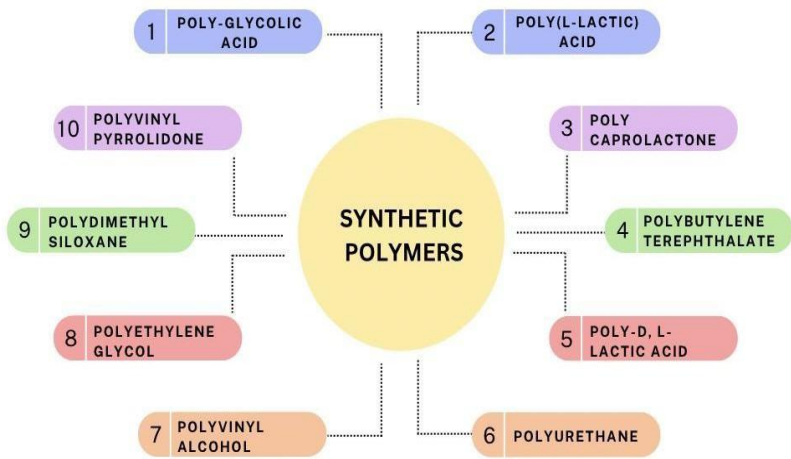 1 POLY-GLYCOLIC
ACID
2 POLY(L-LACTIC)
ACID
10 POLYVINYL
PYRROLIDONE
3 POLY
CAPROLACTONE
SYNTHETIC
POLYMERS
9 POLYDIMETHYL
SILOXANE
4 POLYBUTYLENE
TEREPHTHALATE
8 POLYETHYLENE
GLYCOL
5 POLY-D, L-
LACTIC ACID
7 POLYVINYL
ALCOHOL
6 POLYURETHANE